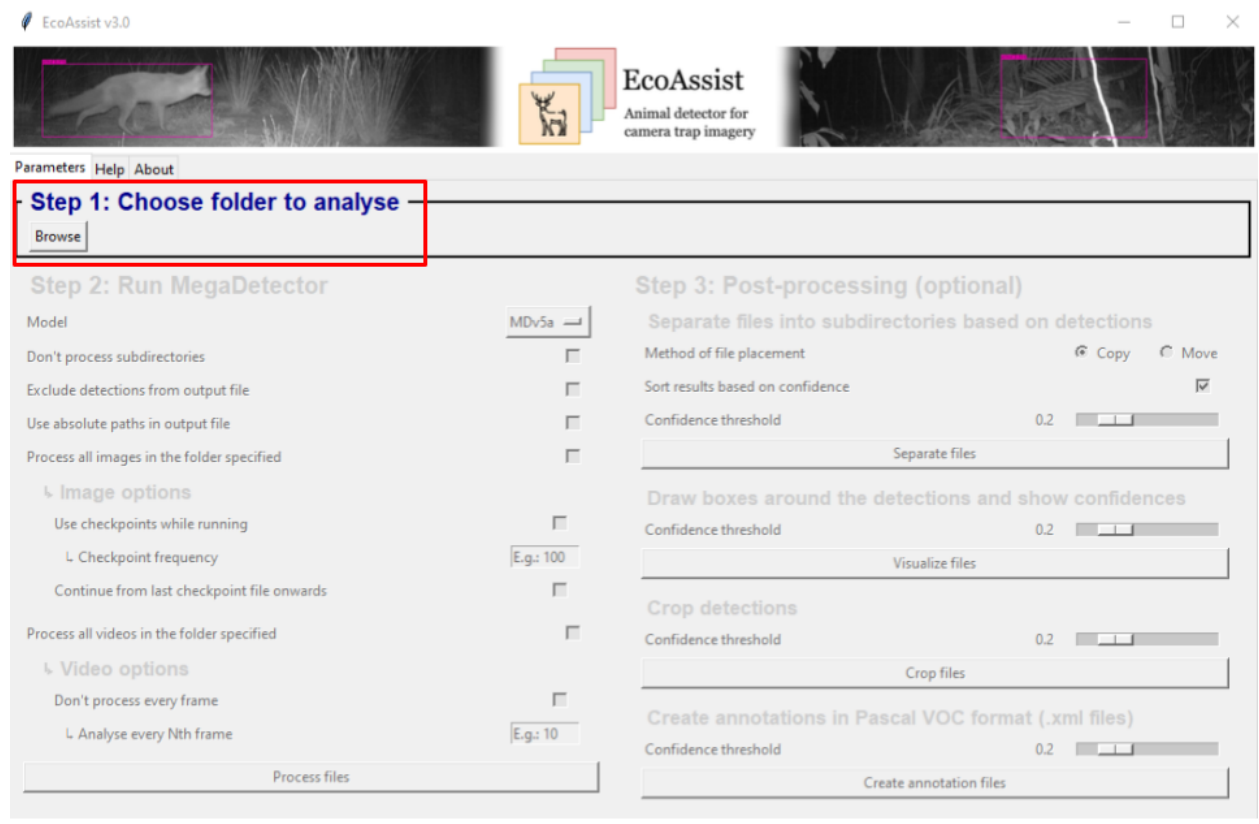 EcoAssist v3.0
EcoAssist
Animal detector for
camera trap imagery
Parameters Help About
Step 1: Choose folder to analyse
Browse
Step 2: Run MegaDetector
Model MDv5a
Don't process subdirectories
Exclude detections from output file
Use absolute paths in output file
Process all images in the folder specified
↳ Image options
Use checkpoints while running
↳ Checkpoint frequency E.g.: 100
Continue from last checkpoint file onwards
Process all videos in the folder specified
↳ Video options
Don't process every frame
↳ Analyse every Nth frame E.g.: 10
Process files
Step 3: Post-processing (optional)
Separate files into subdirectories based on detections
Method of file placement Copy Move
Sort results based on confidence
Confidence threshold 0.2
Separate files
Draw boxes around the detections and show confidences
Confidence threshold 0.2
Visualize files
Crop detections
Confidence threshold 0.2
Crop files
Create annotations in Pascal VOC format (.xml files)
Confidence threshold 0.2
Create annotation files